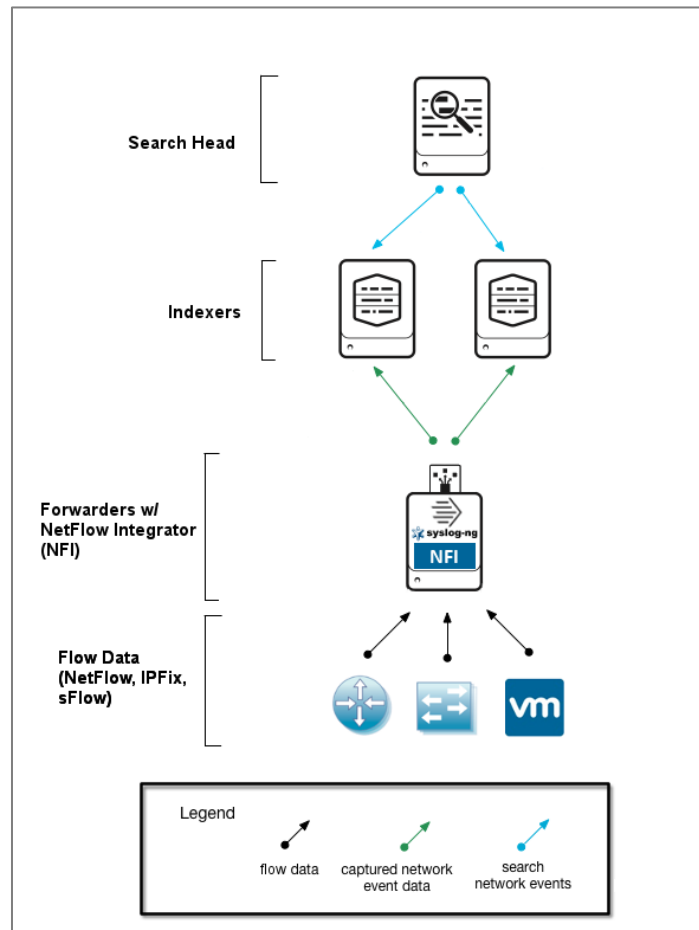 Search Head
Indexers
Forwarders w/
NetFlow Integrator
(NFI)
syslog-ng
NFI
Flow Data
(NetFlow, IPFix,
sFlow)
vm
Legend
flow data
captured network
event data
search
network events